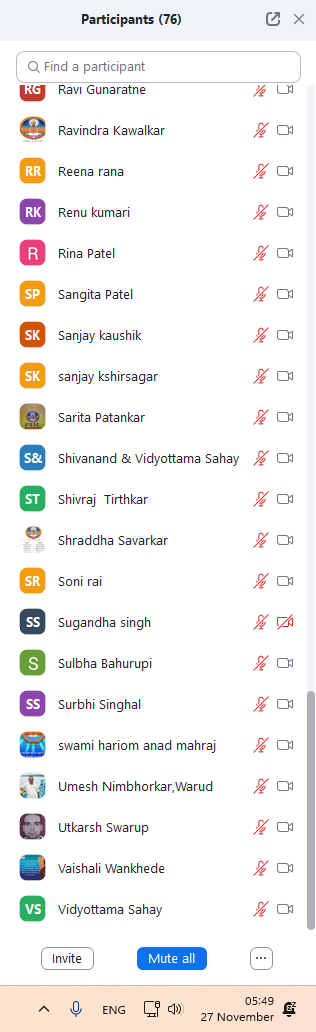 Participants (76)
Find a participant
RG Ravi Gunaratne
Ravindra Kawalkar
RR Reena rana
RK Renu kumari
R Rina Patel
SP Sangita Patel
SK Sanjay kaushik
SK sanjay kshirsagar
Sarita Patankar
S& Shivanand & Vidyottama Sahay
ST Shivraj Tirthkar
Shraddha Savarkar
SR Soni rai
SS Sugandha singh
S Sulbha Bahurupi
SS Surbhi Singhal
swami hariom anad mahraj
Umesh Nimbhorkar,Warud
Utkarsh Swarup
Vaishali Wankhede
VS Vidyottama Sahay
Invite Mute all ...
ENG 05:49
27 November